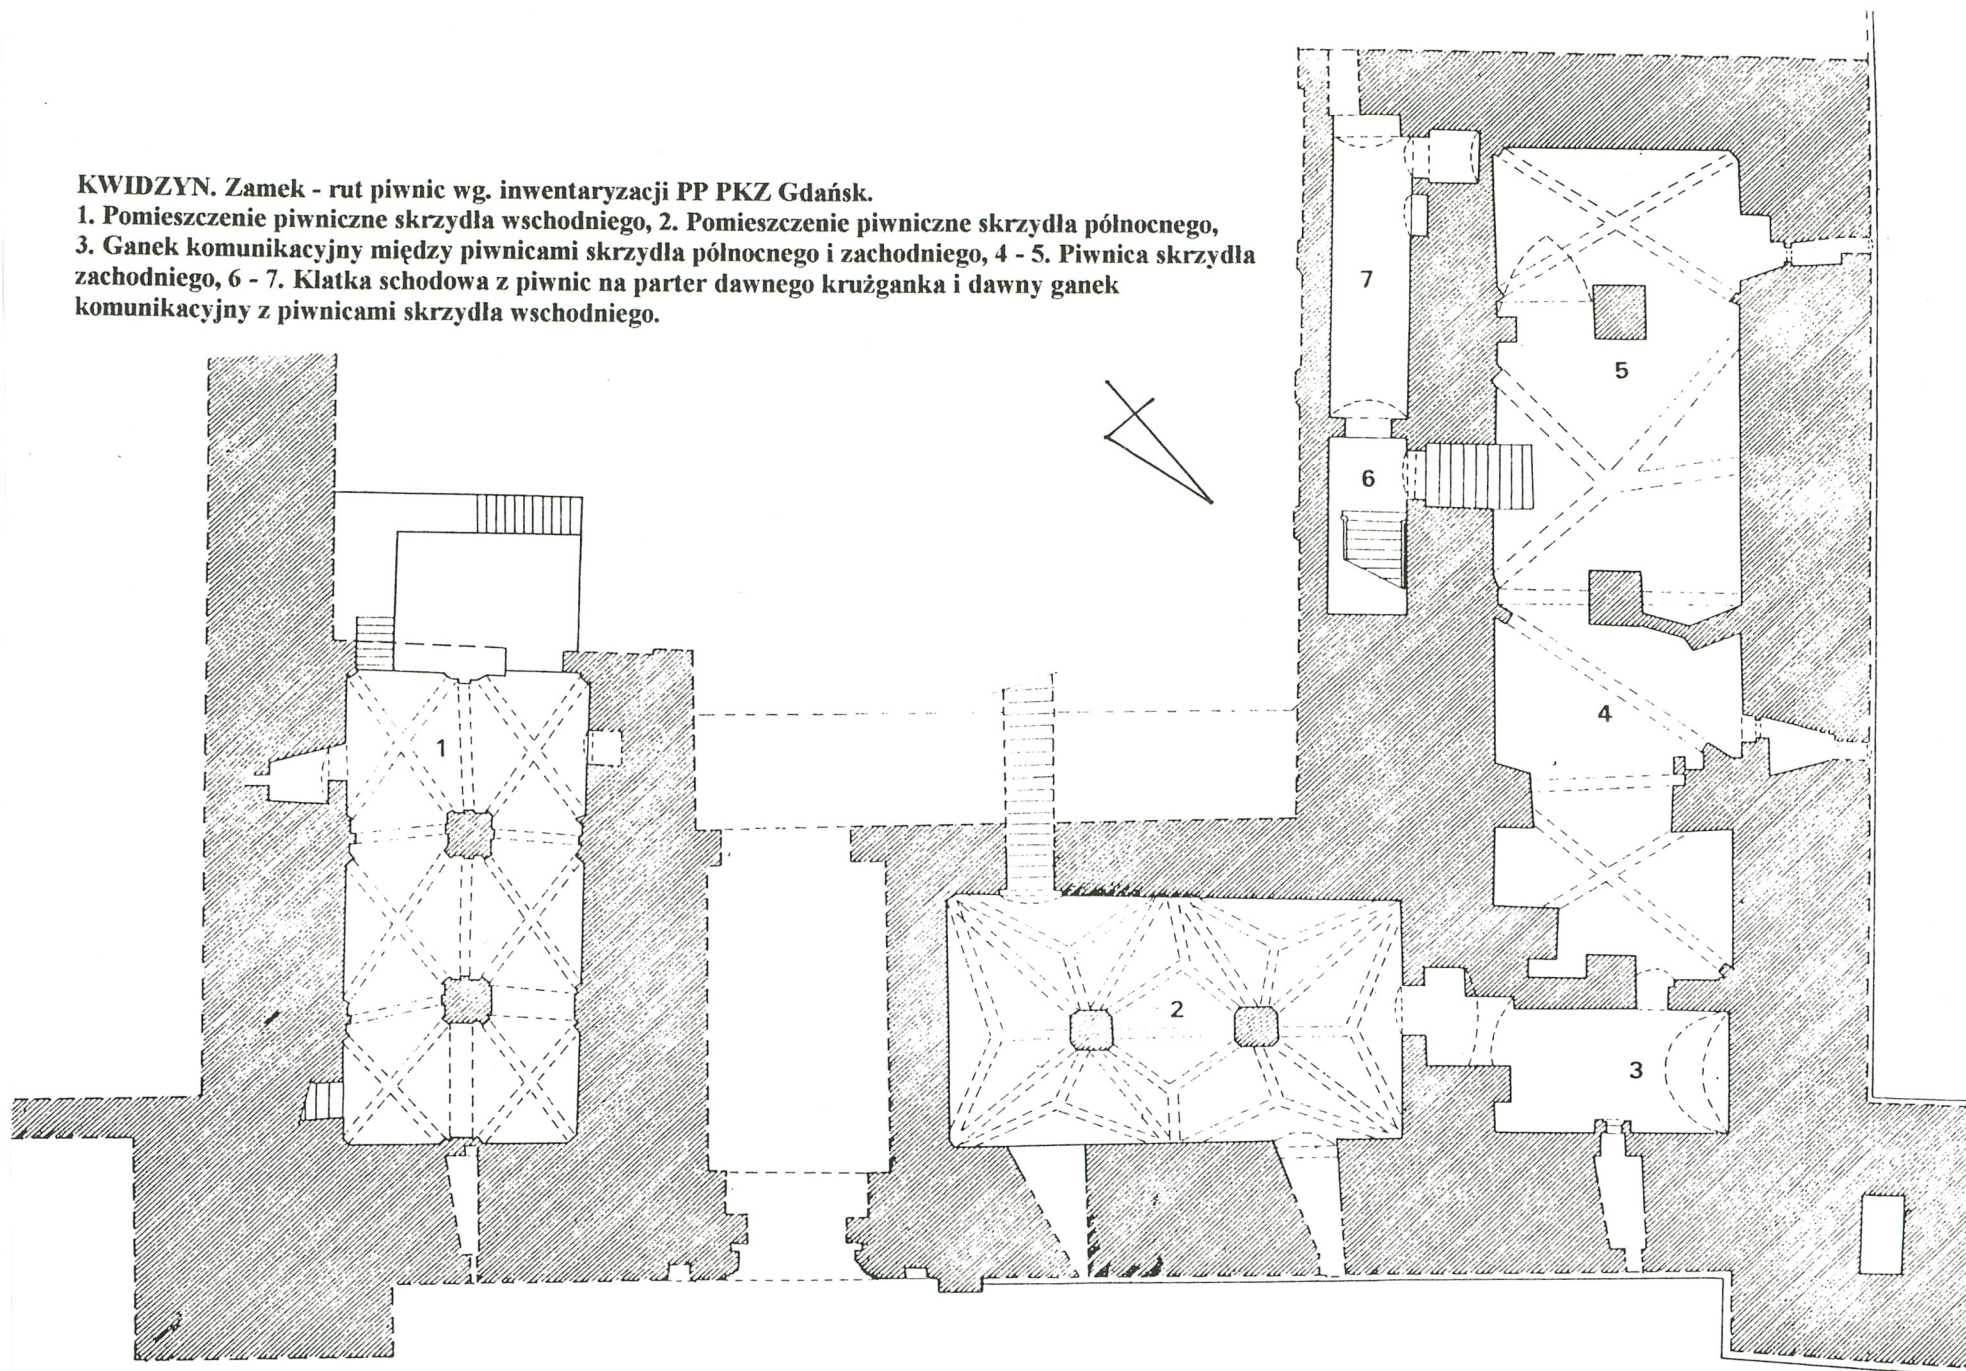 KWIDZYN. Zamek - rut piwnic wg. inwentaryzacji PP PKZ Gdańsk.
1. Pomieszczenie piwniczne skrzydła wschodniego, 2. Pomieszczenie piwniczne skrzydła północnego,
3. Ganek komunikacyjny między piwnicami skrzydła północnego i zachodniego, 4 - 5. Piwnica skrzydła
zachodniego, 6 - 7. Klatka schodowa z piwnic na parter dawnego krużganka i dawny ganek
komunikacyjny z piwnicami skrzydła wschodniego.
7
5
6
4
1
2
3